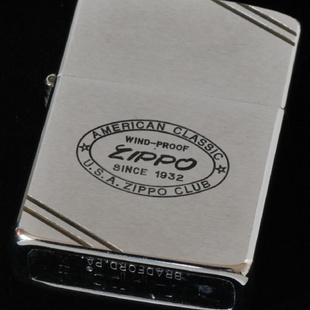 AMERICAN CLASSIC
WIND-PROOF
ZIPPO
SINCE 1932
U.S.A. ZIPPO CLUB
BRADFORD.PA.